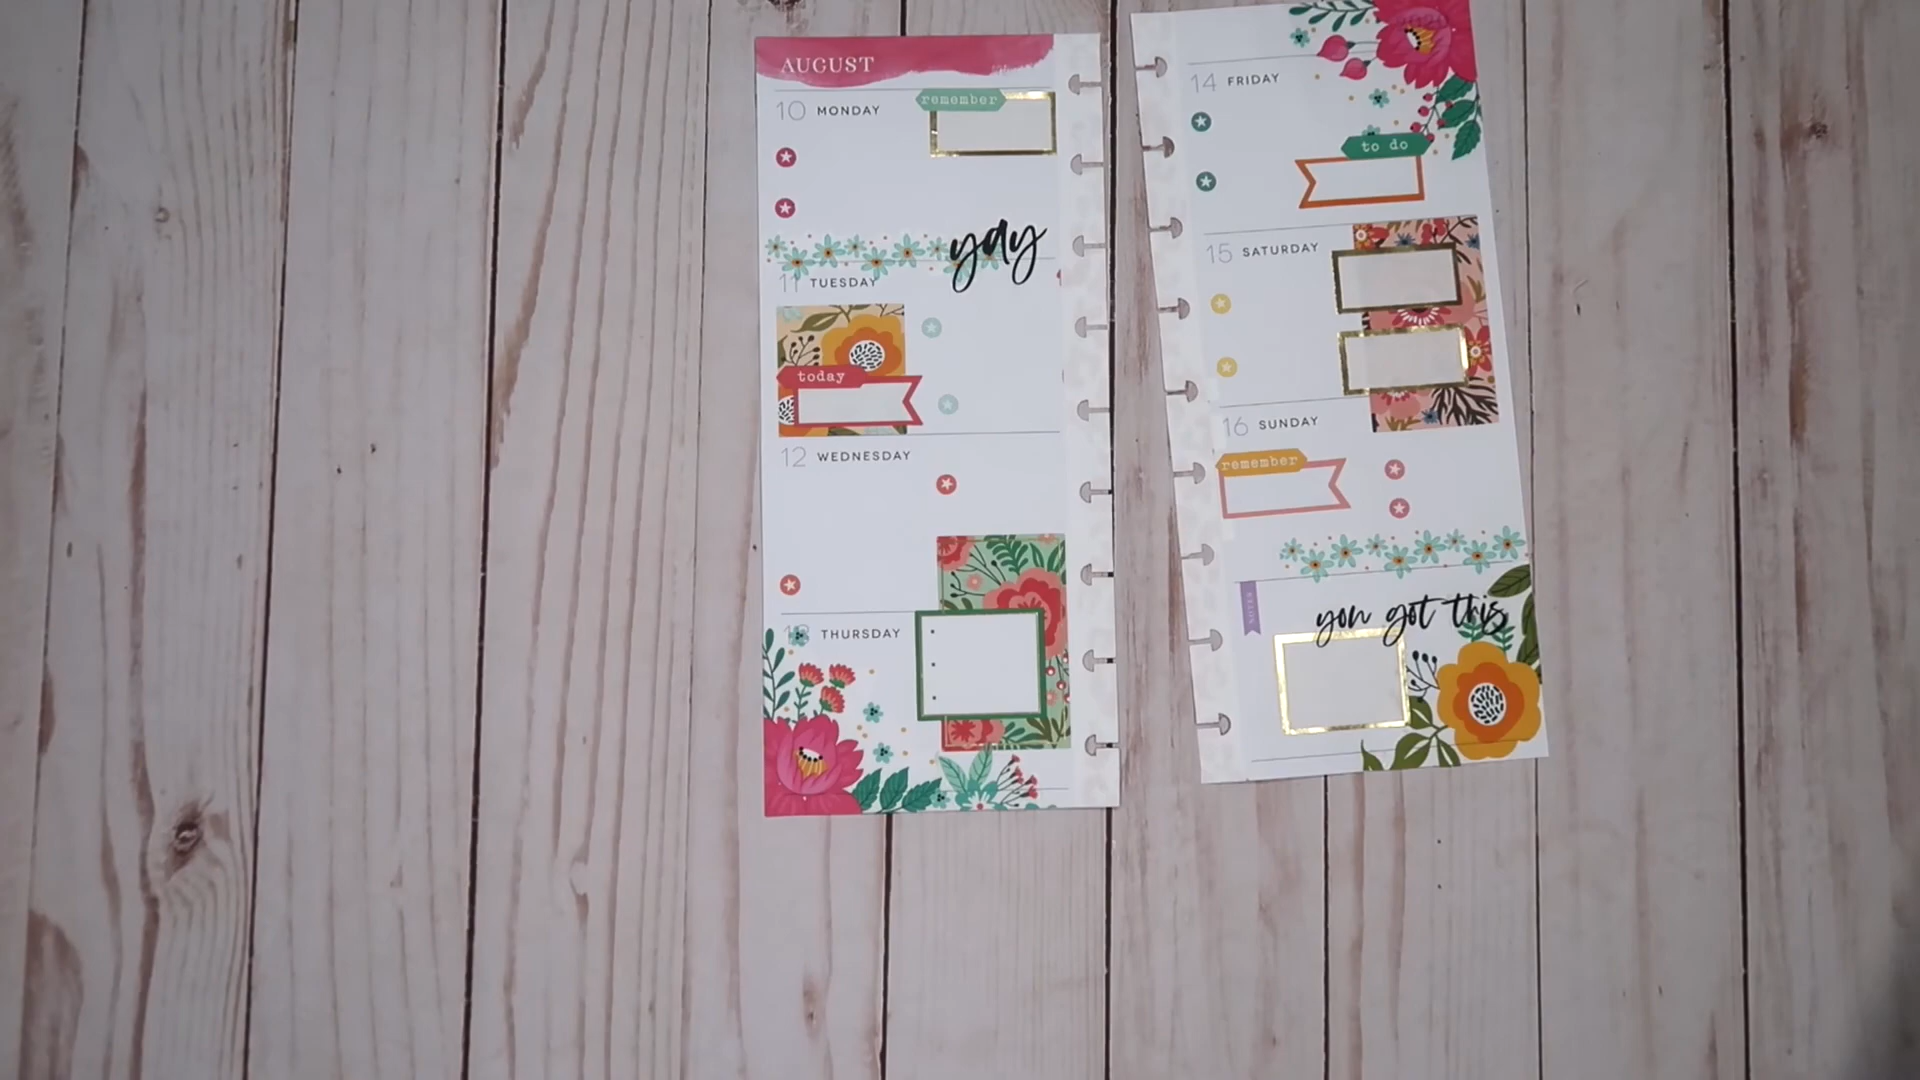 AUGUST
10 MONDAY
remember
yay
11 TUESDAY
today
12 WEDNESDAY
13 THURSDAY
14 FRIDAY
to do
15 SATURDAY
16 SUNDAY
remember
NOTES
you got this